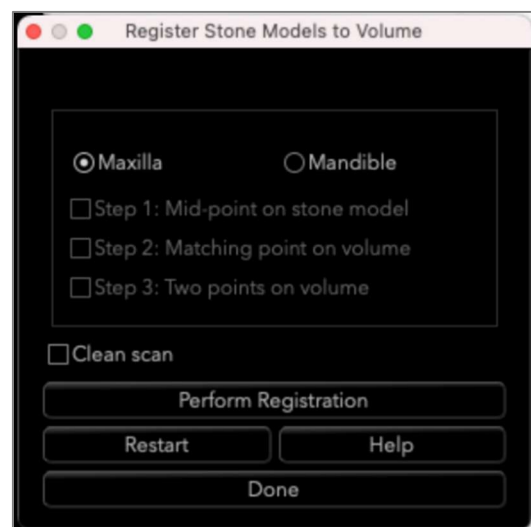 Register Stone Models to Volume
Maxilla Mandible
Step 1: Mid-point on stone model
Step 2: Matching point on volume
Step 3: Two points on volume
Clean scan
Perform Registration
Restart Help
Done